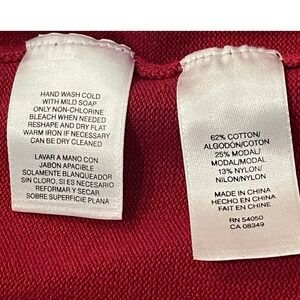 HAND WASH COLD
WITH MILD SOAP
ONLY NON-CHLORINE
BLEACH WHEN NEEDED
RESHAPE AND DRY FLAT
WARM IRON IF NECESSARY
CAN BE DRY CLEANED
LAVAR A MANO CON
JABON APACIBLE
SOLAMENTE BLANQUEADOR
SIN CLORO, SI ES NECESARIO
REFORMAR Y SECAR
SOBRE SUPERFICIE PLANA
62% COTTON/
ALGODÓN/COTON
25% MODAL/
MODAL/MODAL
13% NYLON/
NILON/NYLON
MADE IN CHINA
HECHO EN CHINA
FAIT EN CHINE
RN 54050
CA 08349